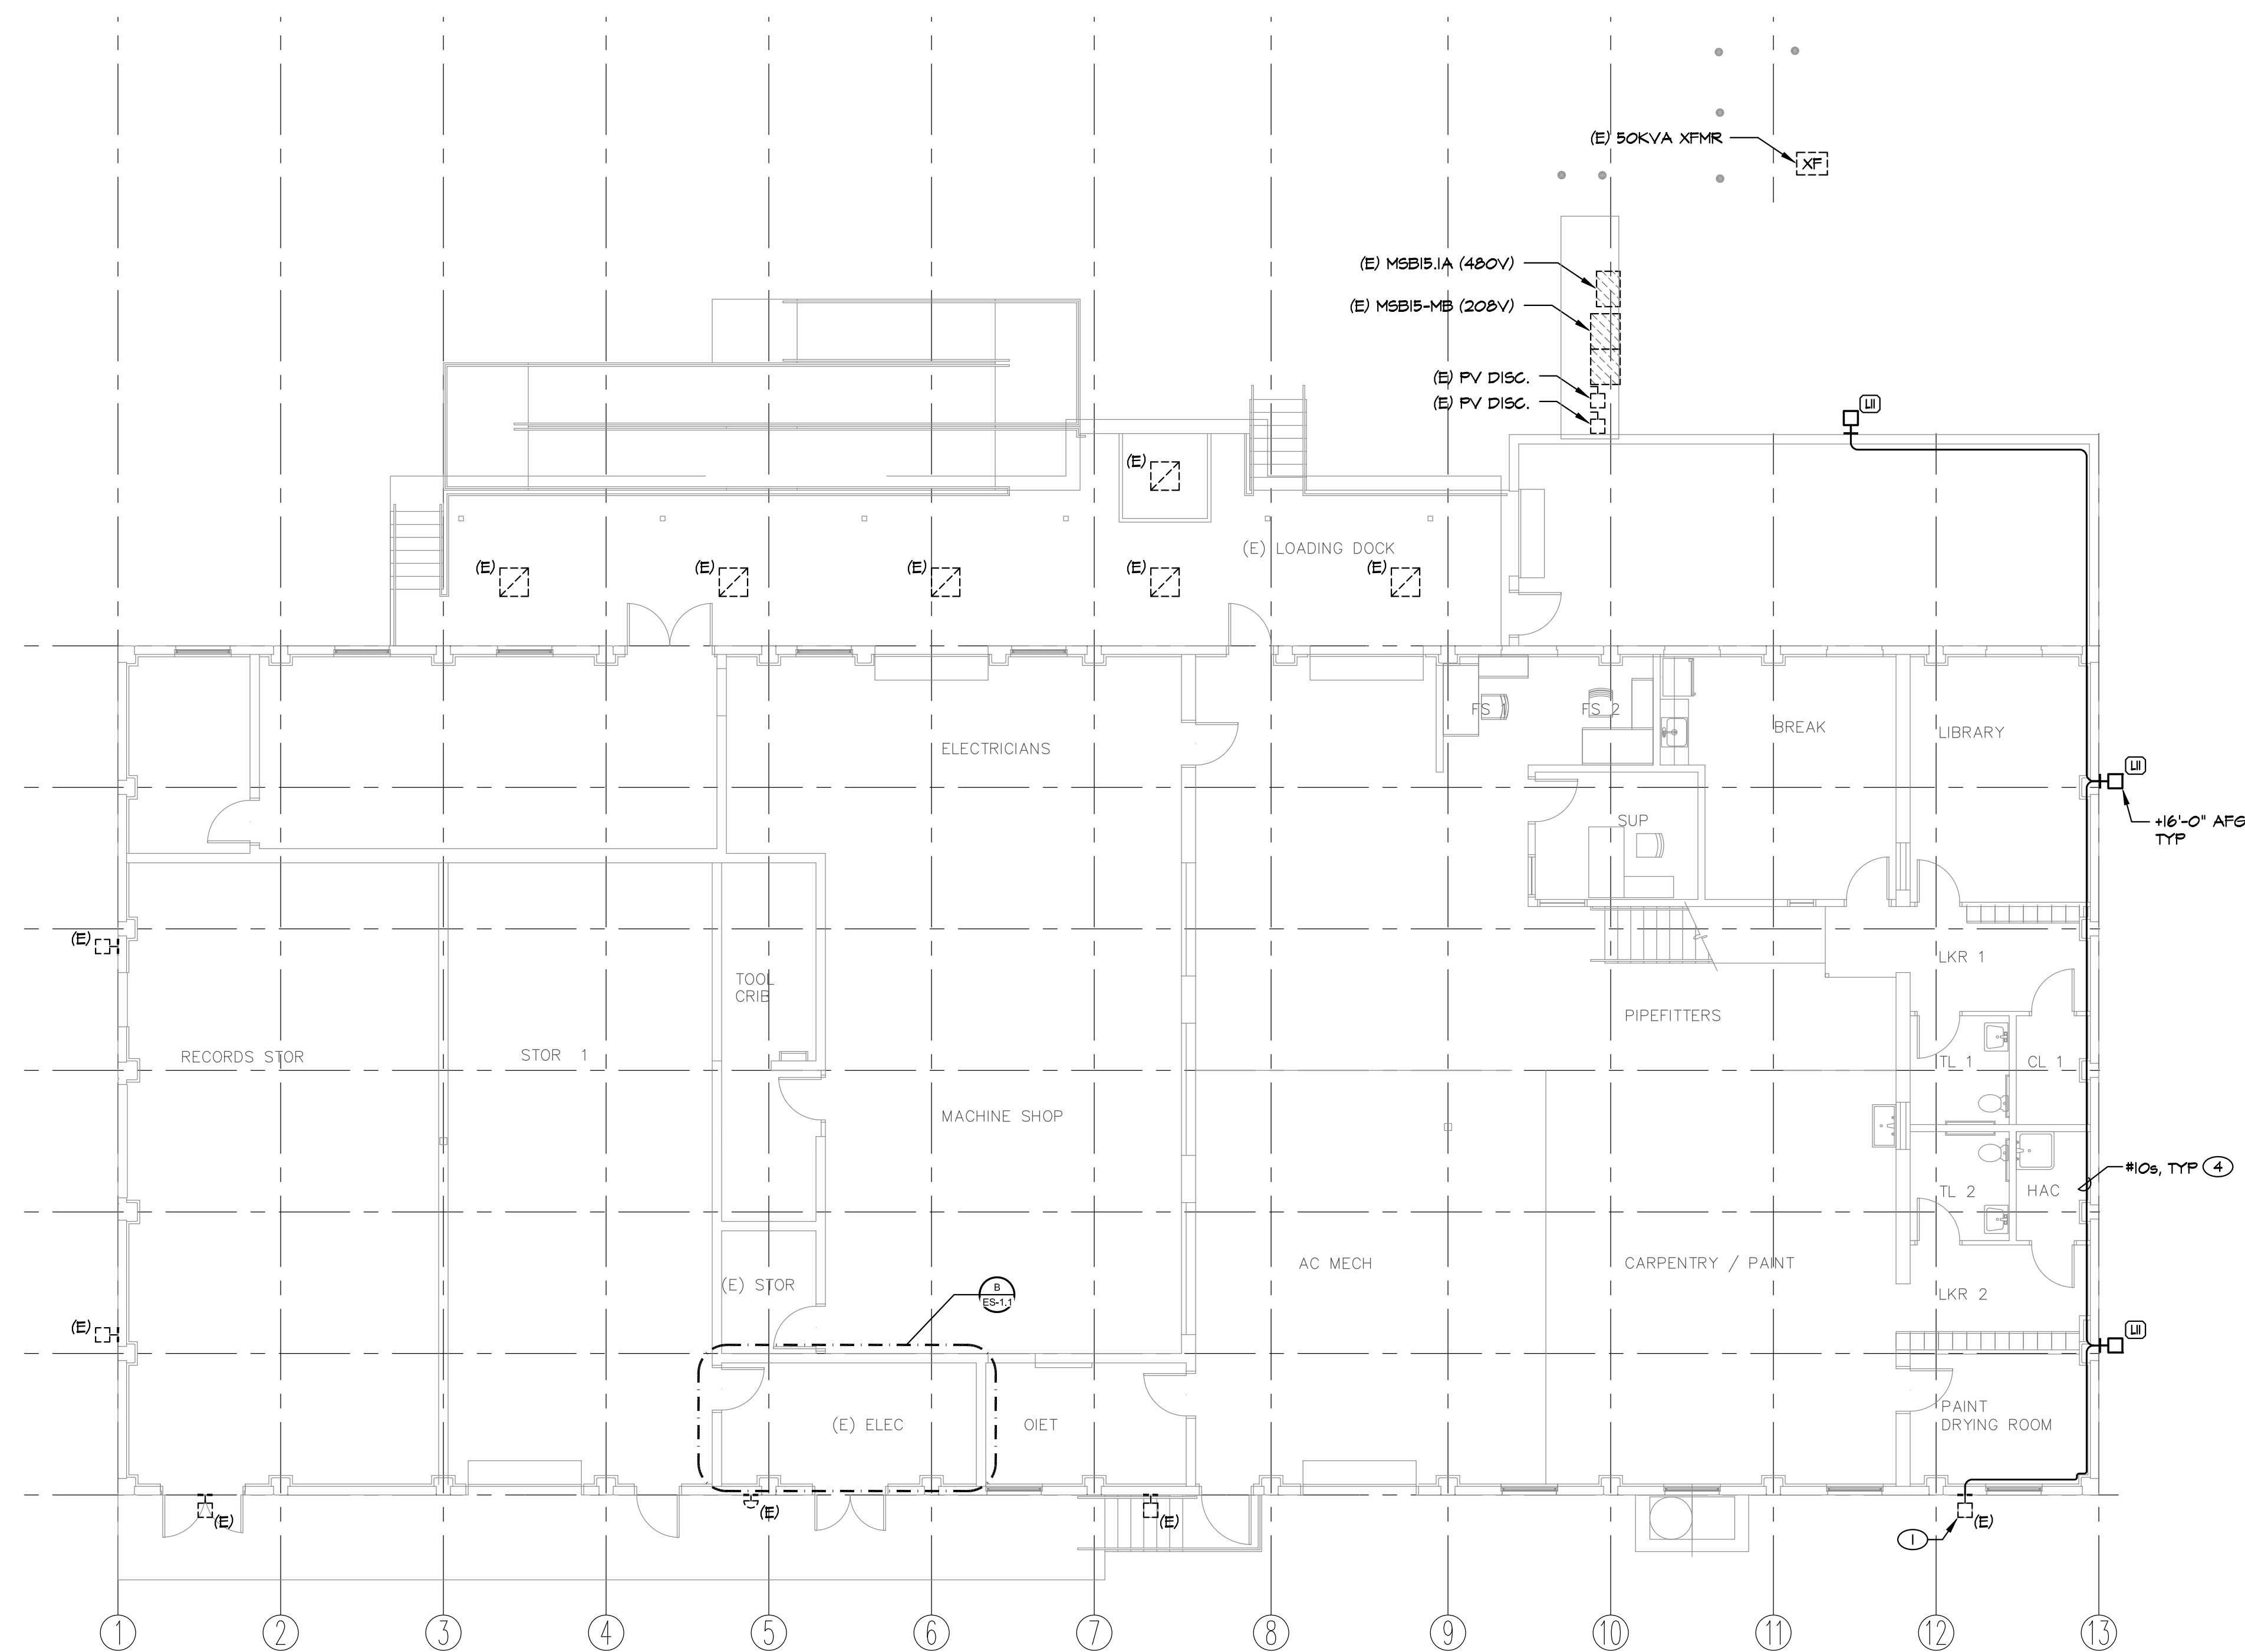 (E) 50KVA XFMR
XF
(E) MSB15.1A (480V)
(E) MSB15-MB (208V)
(E) PV DISC.
(E) PV DISC.
L11
(E)
(E) LOADING DOCK
(E)
(E)
(E)
(E)
(E)
FS 1
FS 2
BREAK
LIBRARY
ELECTRICIANS
L11
+16'-0" AFG
TYP
SUP
(E)
LKR 1
TOOL
CRIB
PIPEFITTERS
RECORDS STOR
STOR 1
TL 1
CL 1
MACHINE SHOP
#10s, TYP 4
TL 2
HAC
AC MECH
CARPENTRY / PAINT
(E) STOR
B
ES-1.1
LKR 2
(E)
L11
PAINT
DRYING ROOM
(E) ELEC
OIET
(E)
(E)
(E)
(E)
1
1
2
3
4
5
6
7
8
9
10
11
12
13